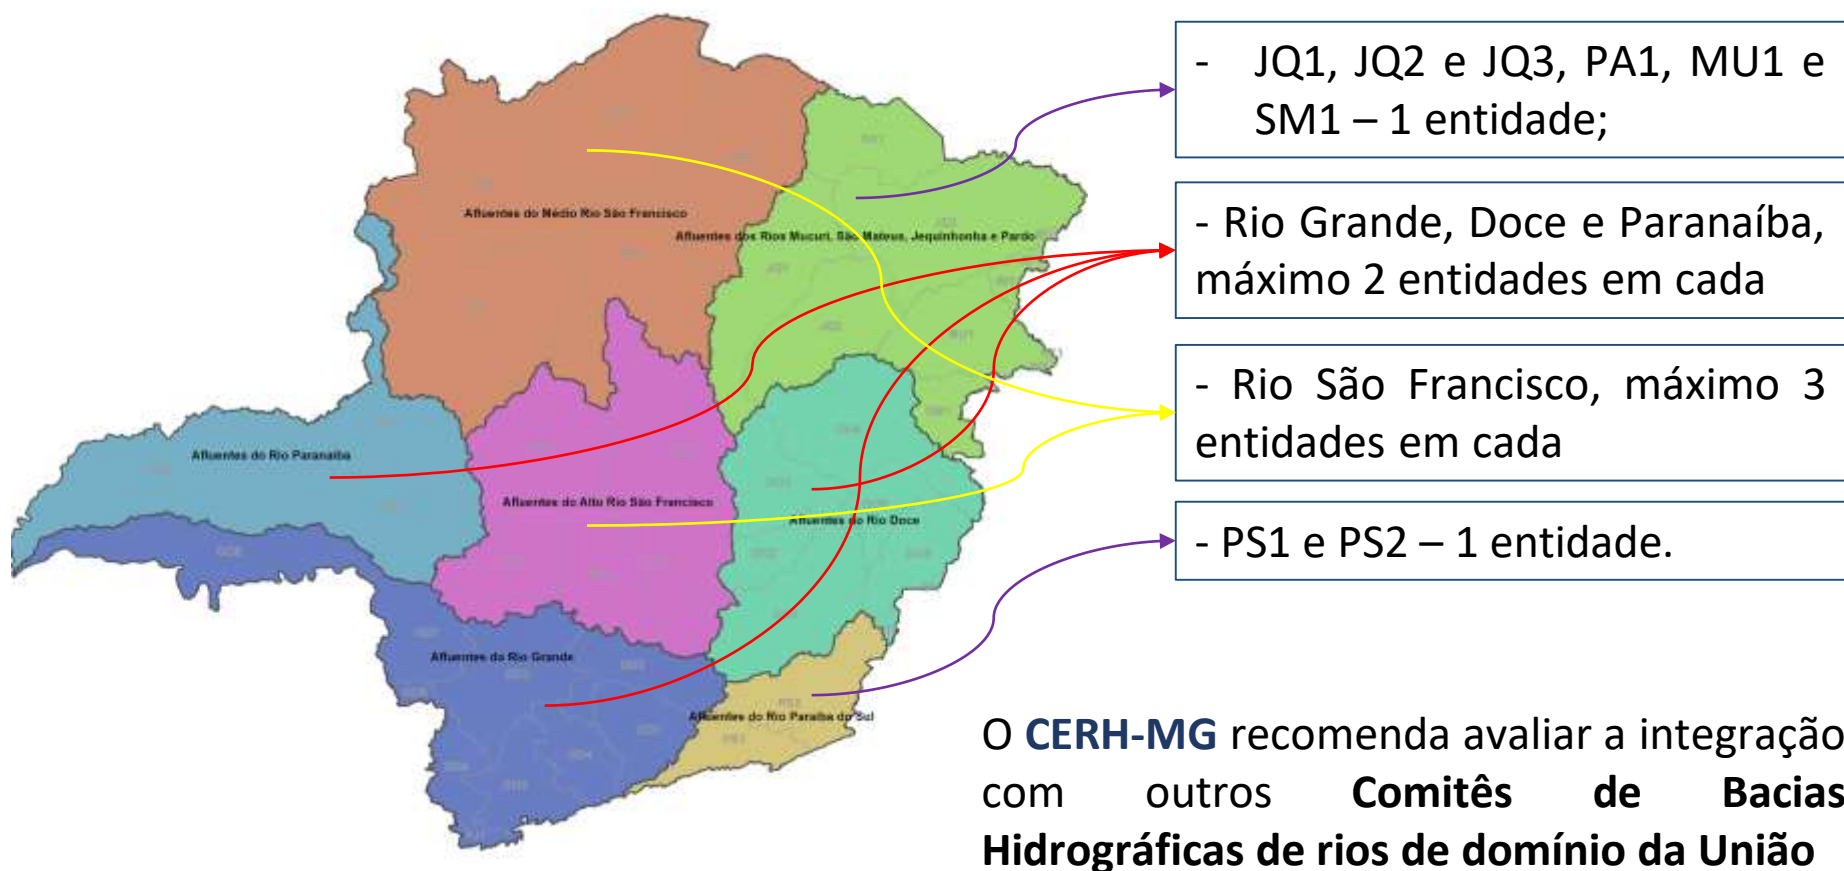 - JQ1, JQ2 e JQ3, PA1, MU1 e
SM1 – 1 entidade;
- Rio Grande, Doce e Paranaíba,
máximo 2 entidades em cada
- Rio São Francisco, máximo 3
entidades em cada
- PS1 e PS2 – 1 entidade.
Afluentes do Médio Rio São Francisco
Afluentes dos Rios Mucuri, São Mateus, Jequinhonha e Pardo
Afluentes do Rio Paranaíba
Afluentes do Alto Rio São Francisco
Afluentes do Rio Doce
Afluentes do Rio Grande
Afluentes do Rio Paraíba do Sul
O CERH-MG recomenda avaliar a integração
com outros Comitês de Bacias
Hidrográficas de rios de domínio da União